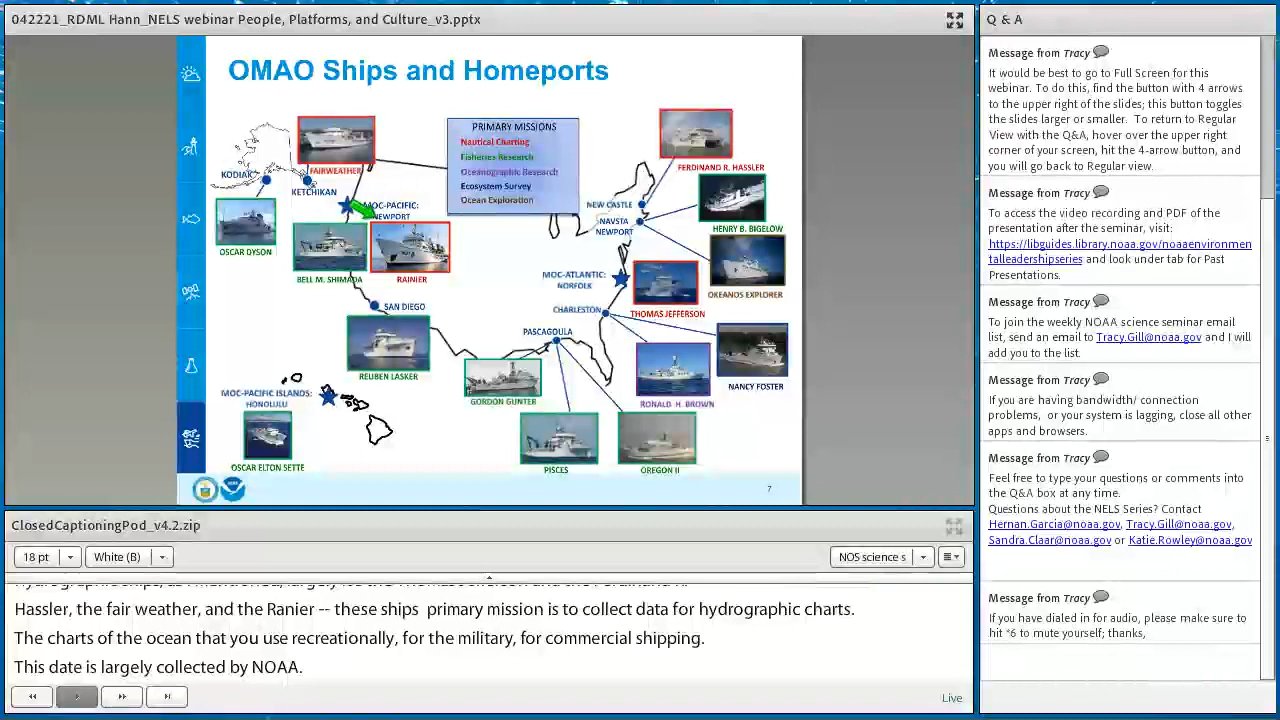 042221_RDML Hann_NELS webinar People, Platforms, and Culture_v3.pptx
OMAO Ships and Homeports
PRIMARY MISSIONS
Nautical Charting
Fisheries Research
Oceanographic Research
Ecosystem Survey
Ocean Exploration
KODIAK
FAIRWEATHER
KETCHIKAN
MOC-PACIFIC:
NEWPORT
OSCAR DYSON
BELL M. SHIMADA
RAINIER
SAN DIEGO
REUBEN LASKER
MOC-PACIFIC ISLANDS:
HONOLULU
OSCAR ELTON SETTE
FERDINAND R. HASSLER
NEW CASTLE
NAVSTA
NEWPORT
HENRY B. BIGELOW
OKEANOS EXPLORER
MOC-ATLANTIC:
NORFOLK
THOMAS JEFFERSON
CHARLESTON
PASCAGOULA
NANCY FOSTER
RONALD H. BROWN
GORDON GUNTER
PISCES
OREGON II
7
ClosedCaptioningPod_v4.2.zip
18 pt
White (B)
NOS science s
Hassler, the fair weather, and the Ranier -- these ships  primary mission is to collect data for hydrographic charts.
The charts of the ocean that you use recreationally, for the military, for commercial shipping.
This date is largely collected by NOAA.
Live
Q & A
Message from Tracy
It would be best to go to Full Screen for this
webinar. To do this, find the button with 4 arrows
to the upper right of the slides; this button toggles
the slides larger or smaller.  To return to Regular
View with the Q&A, hover over the upper right
corner of your screen, hit the 4-arrow button, and
you will go back to Regular view.
Message from Tracy
To access the video recording and PDF of the
presentation after the seminar, visit:
https://libguides.library.noaa.gov/noaaenvironmen
talleadershipseries and look under tab for Past
Presentations.
Message from Tracy
To join the weekly NOAA science seminar email
list, send an email to Tracy.Gill@noaa.gov and I will
add you to the list.
Message from Tracy
If you are having bandwidth/ connection
problems,  or your system is lagging, close all other
apps and browsers.
Message from Tracy
Feel free to type your questions or comments into
the Q&A box at any time.
Questions about the NELS Series? Contact
Hernan.Garcia@noaa.gov, Tracy.Gill@noaa.gov,
Sandra.Claar@noaa.gov or Katie.Rowley@noaa.gov
Message from Tracy
If you have dialed in for audio, please make sure to
hit *6 to mute yourself; thanks,